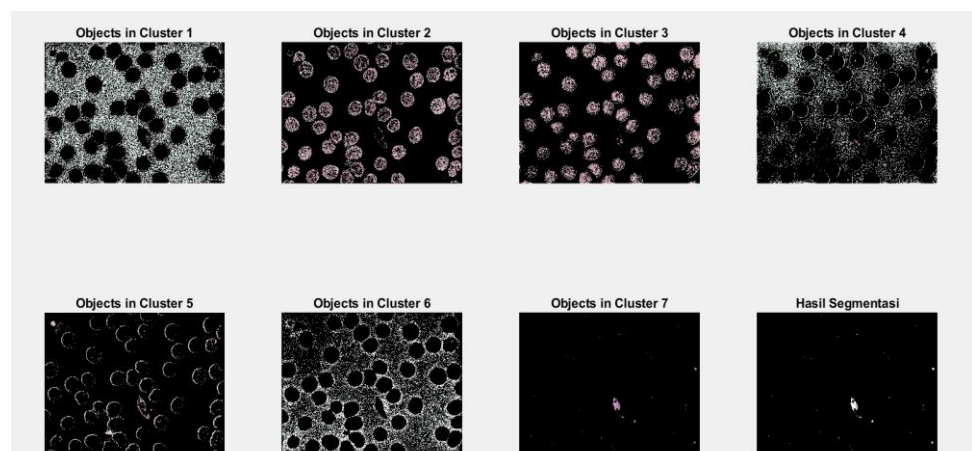 Objects in Cluster 1
Objects in Cluster 2
Objects in Cluster 3
Objects in Cluster 4
Objects in Cluster 5
Objects in Cluster 6
Objects in Cluster 7
Hasil Segmentasi